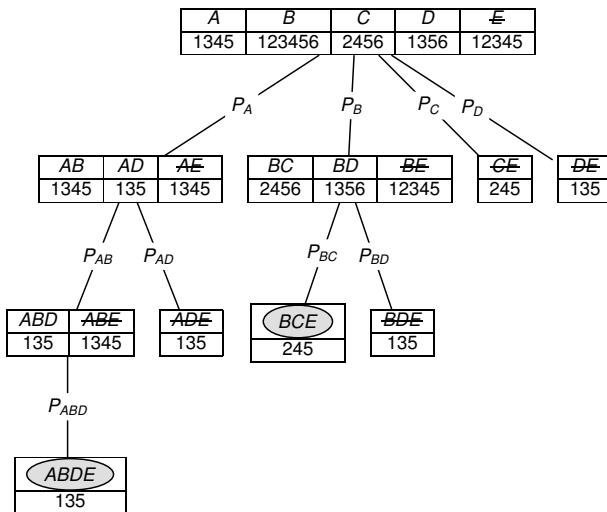 A B C D E
1345 123456 2456 1356 12345
P_A P_B P_C P_D
AB AD AE BC BD BE CE DE
1345 135 1345 2456 1356 12345 245 135
P_AB P_AD P_BC P_BD
ABD ABE ADE BCE BDE
135 1345 135 245 135
P_ABD
ABDE
135